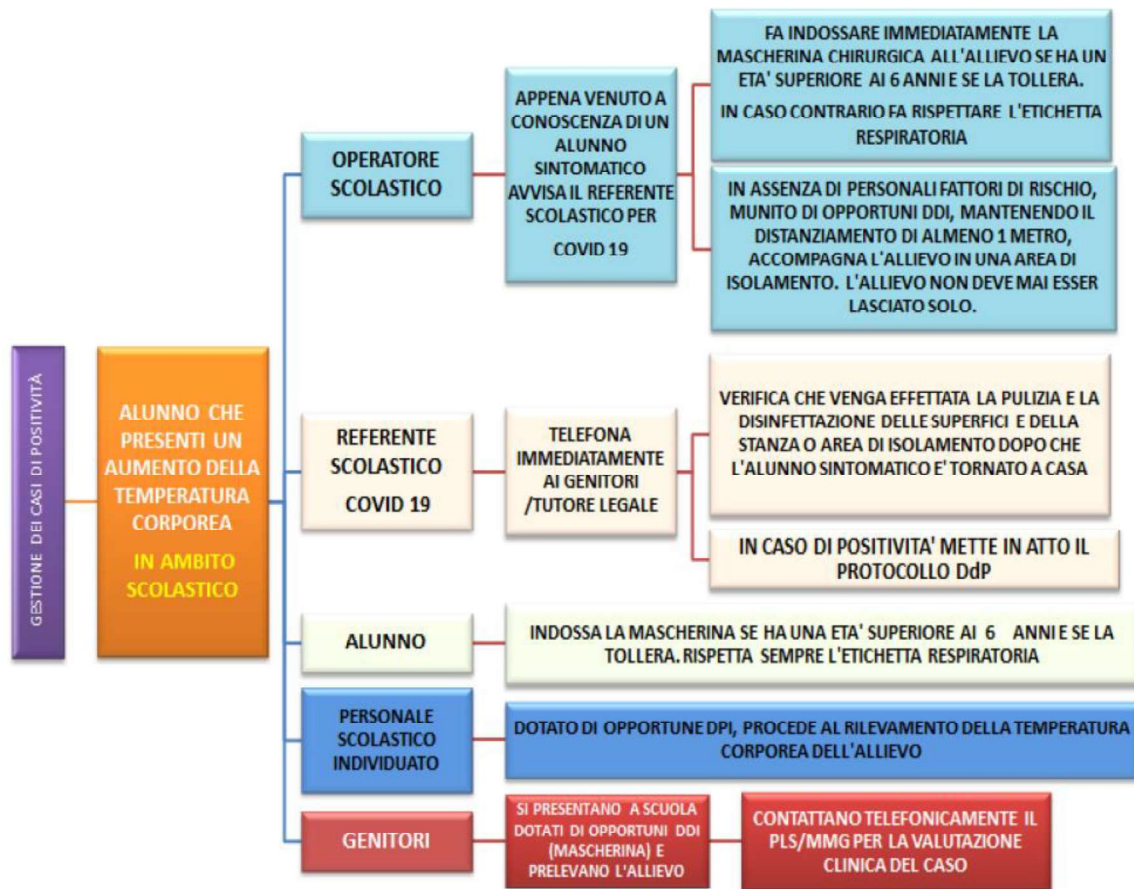 GESTIONE DEI CASI DI POSITIVITÀ
ALUNNO CHE
PRESENTI UN
AUMENTO DELLA
TEMPERATURA
CORPOREA
IN AMBITO
SCOLASTICO
OPERATORE
SCOLASTICO
APPENA VENUTO A
CONOSCENZA DI UN
ALUNNO
SINTOMATICO
AVVISA IL REFERENTE
SCOLASTICO PER
COVID 19
FA INDOSSARE IMMEDIATAMENTE LA
MASCHERINA CHIRURGICA ALL'ALLIEVO SE HA UN
ETA' SUPERIORE AI 6 ANNI E SE LA TOLLERA.
IN CASO CONTRARIO FA RISPETTARE L'ETICHETTA
RESPIRATORIA
IN ASSENZA DI PERSONALI FATTORI DI RISCHIO,
MUNITO DI OPPORTUNI DDI, MANTENENDO IL
DISTANZIAMENTO DI ALMENO 1 METRO,
ACCOMPAGNA L'ALLIEVO IN UNA AREA DI
ISOLAMENTO. L'ALLIEVO NON DEVE MAI ESSER
LASCIATO SOLO.
REFERENTE
SCOLASTICO
COVID 19
TELEFONA
IMMEDIATAMENTE
AI GENITORI
/TUTORE LEGALE
VERIFICA CHE VENGA EFFETTATA LA PULIZIA E LA
DISINFETTAZIONE DELLE SUPERFICI E DELLA
STANZA O AREA DI ISOLAMENTO DOPO CHE
L'ALUNNO SINTOMATICO E' TORNATO A CASA
IN CASO DI POSITIVITA' METTE IN ATTO IL
PROTOCOLLO DdP
ALUNNO
INDOSSA LA MASCHERINA SE HA UNA ETA' SUPERIORE AI 6 ANNI E SE LA
TOLLERA. RISPETTA SEMPRE L'ETICHETTA RESPIRATORIA
PERSONALE
SCOLASTICO
INDIVIDUATO
DOTATO DI OPPORTUNE DPI, PROCEDE AL RILEVAMENTO DELLA TEMPERATURA
CORPOREA DELL'ALLIEVO
GENITORI
SI PRESENTANO A SCUOLA
DOTATI DI OPPORTUNI DDI
(MASCHERINA) E
PRELEVANO L'ALLIEVO
CONTATTANO TELEFONICAMENTE IL
PLS/MMG PER LA VALUTAZIONE
CLINICA DEL CASO